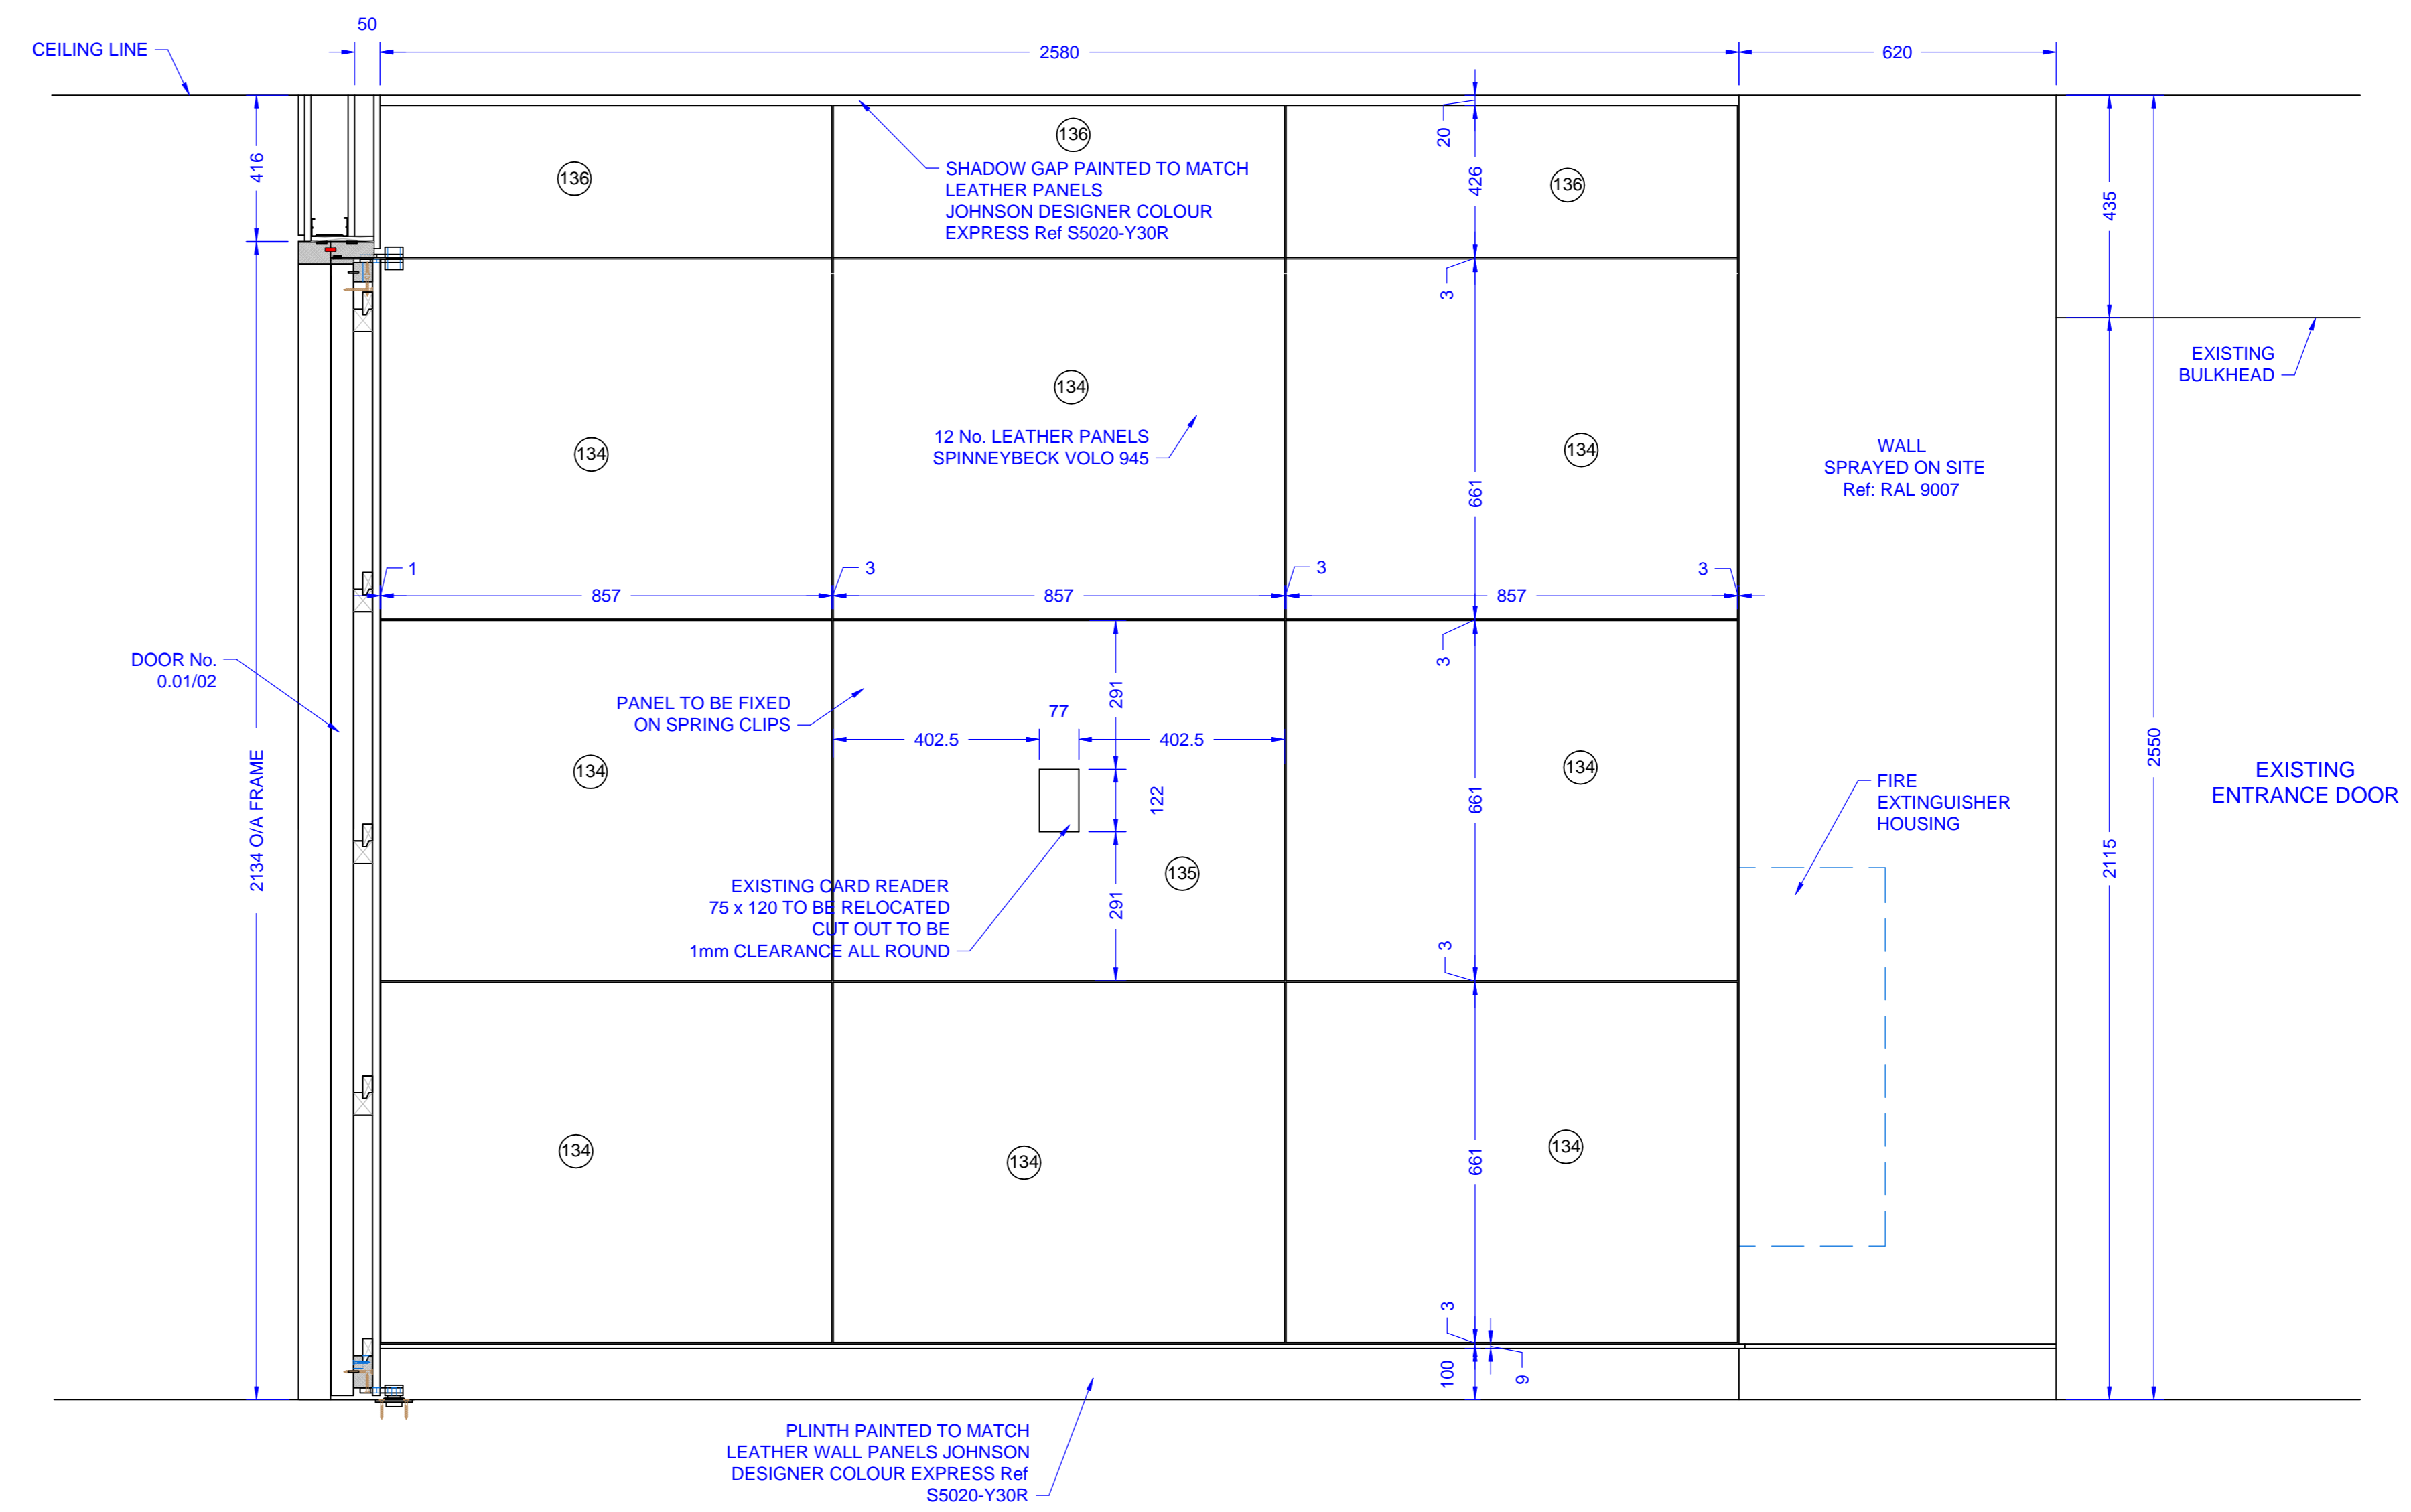 50
CEILING LINE
2580
620
416
136
136
136
20
426
435
SHADOW GAP PAINTED TO MATCH
LEATHER PANELS
JOHNSON DESIGNER COLOUR
EXPRESS Ref S5020-Y30R
3
EXISTING
BULKHEAD
134
134
134
12 No. LEATHER PANELS
SPINNEYBECK VOLO 945
661
WALL
SPRAYED ON SITE
Ref: RAL 9007
1
3
3
3
857
857
857
DOOR No.
0.01/02
3
291
PANEL TO BE FIXED
ON SPRING CLIPS
77
402.5
402.5
2134 O/A FRAME
134
134
122
661
2550
EXISTING
ENTRANCE DOOR
FIRE
EXTINGUISHER
HOUSING
2115
135
EXISTING CARD READER
75 x 120 TO BE RELOCATED
CUT OUT TO BE
1mm CLEARANCE ALL ROUND
291
3
134
134
134
661
3
100
9
PLINTH PAINTED TO MATCH
LEATHER WALL PANELS JOHNSON
DESIGNER COLOUR EXPRESS Ref
S5020-Y30R